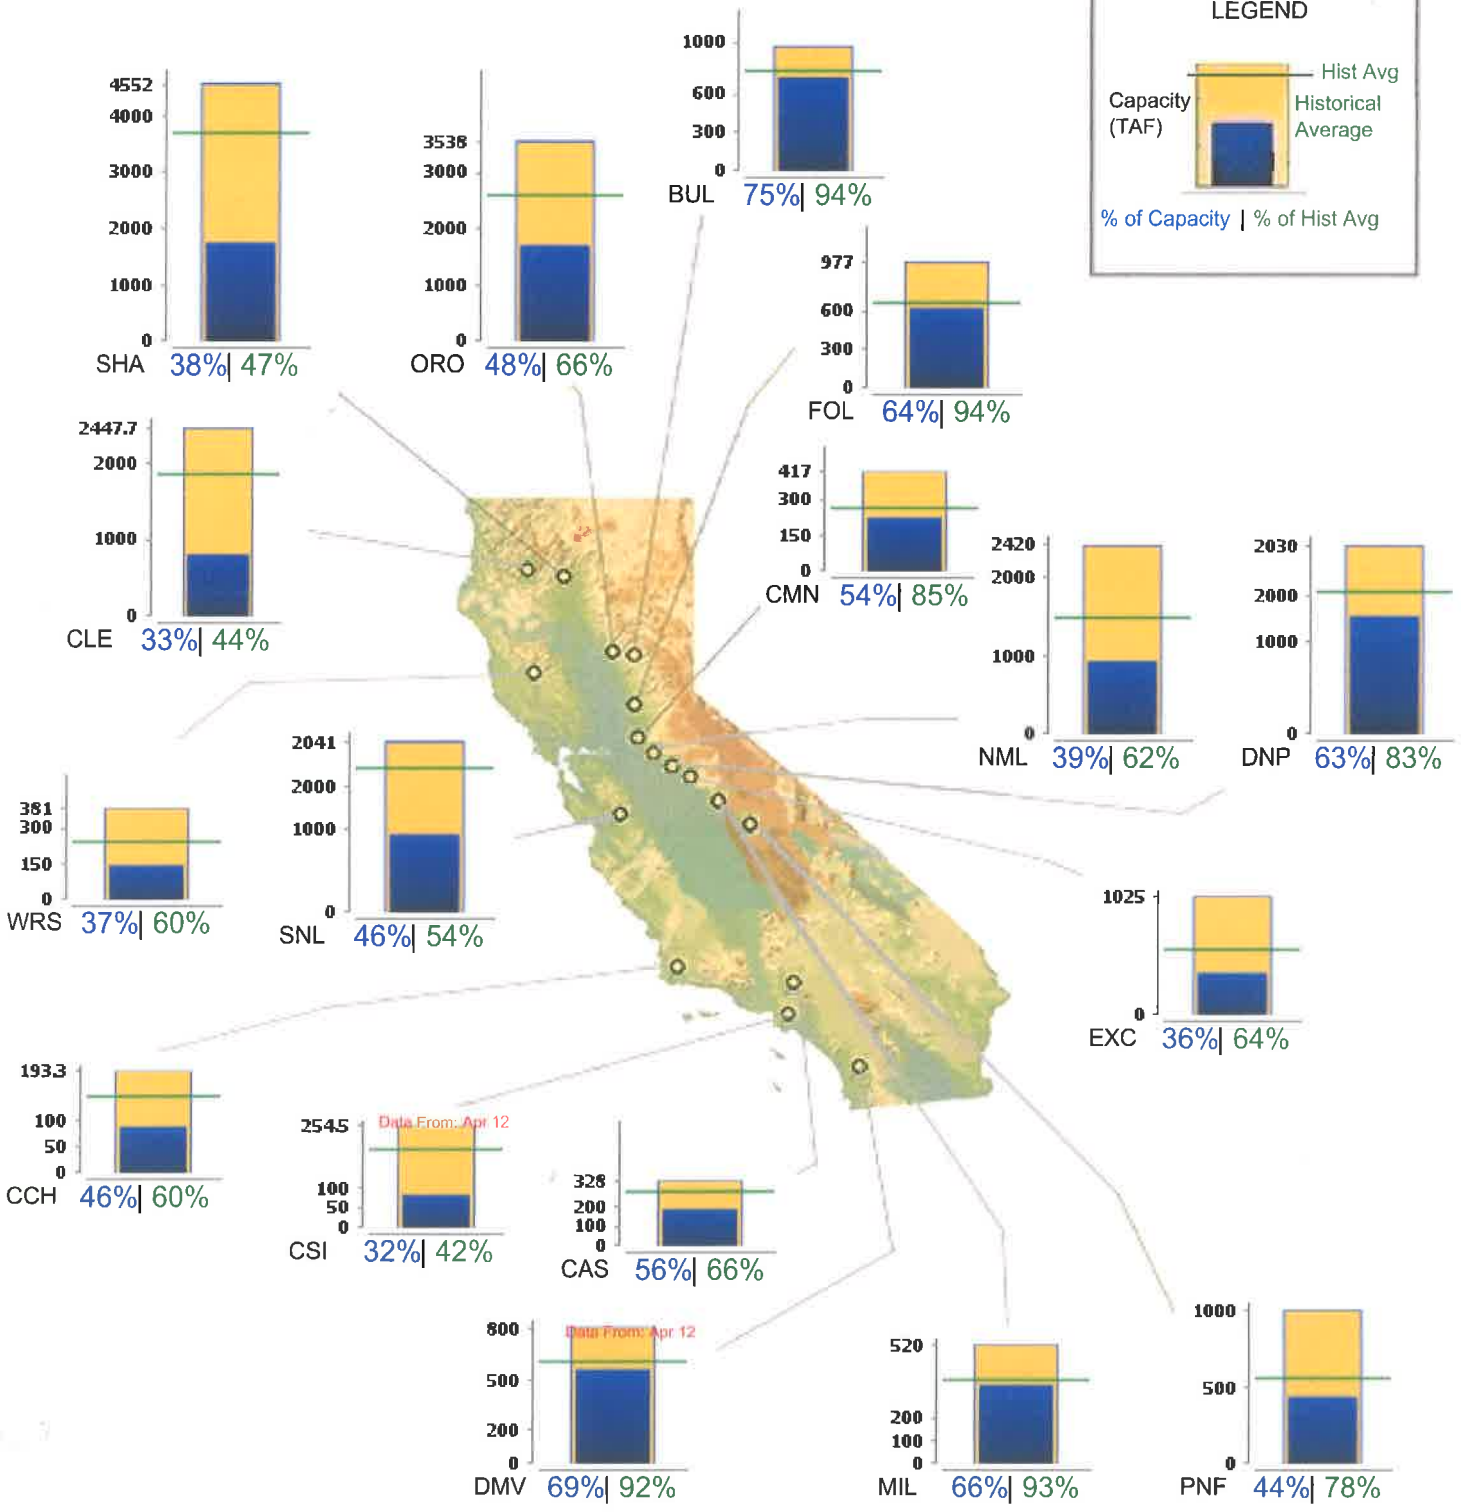 LEGEND
Hist Avg
Capacity
(TAF)
Historical
Average
% of Capacity | % of Hist Avg
4552
4000
3000
2000
1000
0
SHA 38%| 47%
3538
3000
2000
1000
0
ORO 48%| 66%
1000
600
300
0
BUL 75%| 94%
977
600
300
0
FOL 64%| 94%
2447.7
2000
1000
0
CLE 33%| 44%
417
300
150
0
CMN 54%| 85%
2420
2000
1000
0
NML 39%| 62%
2030
2000
1000
0
DNP 63%| 83%
381
300
150
0
WRS 37%| 60%
2041
2000
1000
0
SNL 46%| 54%
1025
0
EXC 36%| 64%
193.3
100
50
0
CCH 46%| 60%
Data From: Apr 12
254.5
100
50
0
CSI 32%| 42%
328
200
100
0
CAS 56%| 66%
Data From: Apr 12
800
500
200
0
DMV 69%| 92%
520
200
100
0
MIL 66%| 93%
1000
500
0
PNF 44%| 78%